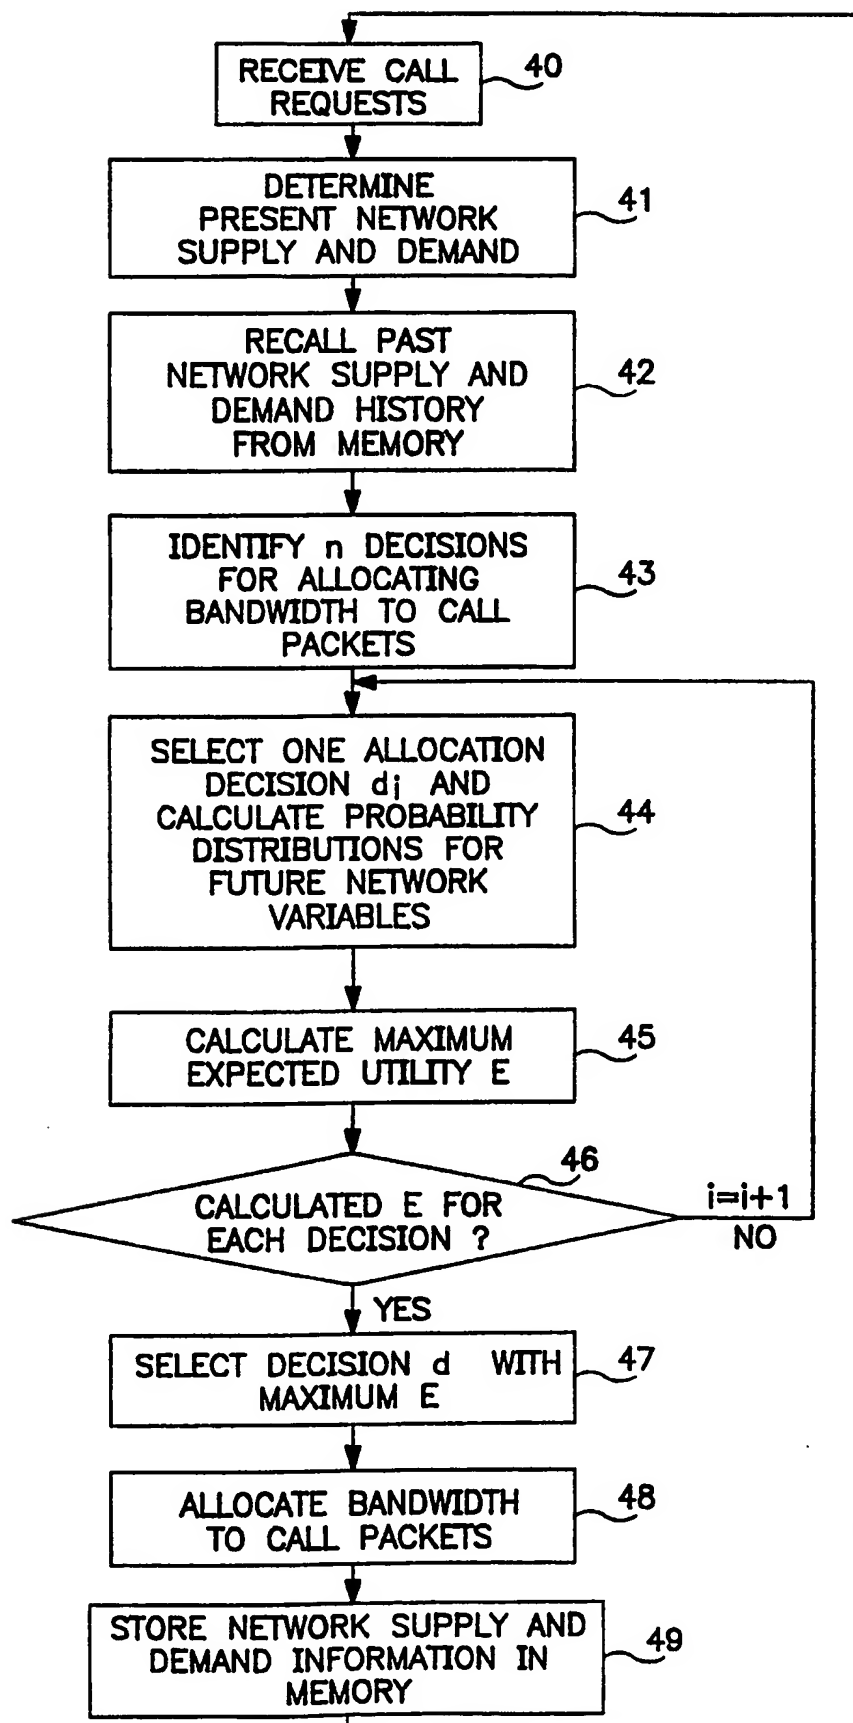 RECEIVE CALL
REQUESTS
40
DETERMINE
PRESENT NETWORK
SUPPLY AND DEMAND
41
RECALL PAST
NETWORK SUPPLY AND
DEMAND HISTORY
FROM MEMORY
42
IDENTIFY n DECISIONS
FOR ALLOCATING
BANDWIDTH TO CALL
PACKETS
43
SELECT ONE ALLOCATION
DECISION di AND
CALCULATE PROBABILITY
DISTRIBUTIONS FOR
FUTURE NETWORK
VARIABLES
44
CALCULATE MAXIMUM
EXPECTED UTILITY E
45
CALCULATED E FOR
EACH DECISION ?
46
i=i+1
NO
YES
SELECT DECISION d WITH
MAXIMUM E
47
ALLOCATE BANDWIDTH
TO CALL PACKETS
48
STORE NETWORK SUPPLY AND
DEMAND INFORMATION IN
MEMORY
49